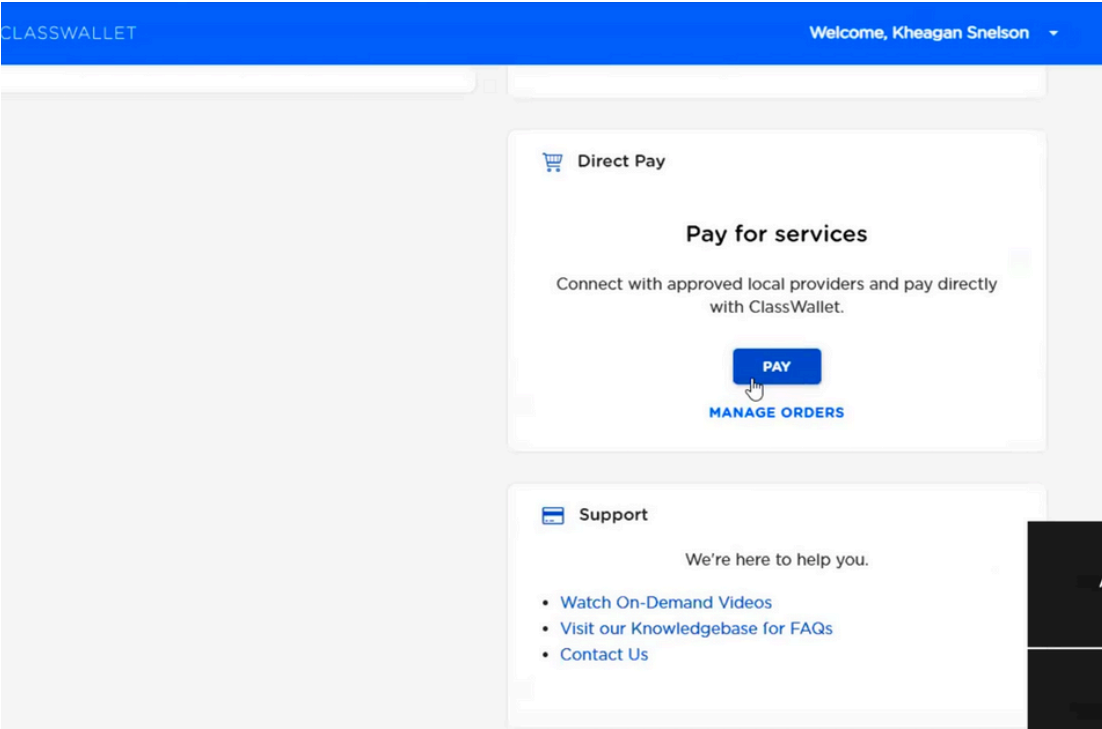 CLASSWALLET
Welcome, Kheagan Snelson
Direct Pay
Pay for services
Connect with approved local providers and pay directly
with ClassWallet.
PAY
MANAGE ORDERS
Support
We're here to help you.
• Watch On-Demand Videos
• Visit our Knowledgebase for FAQs
• Contact Us